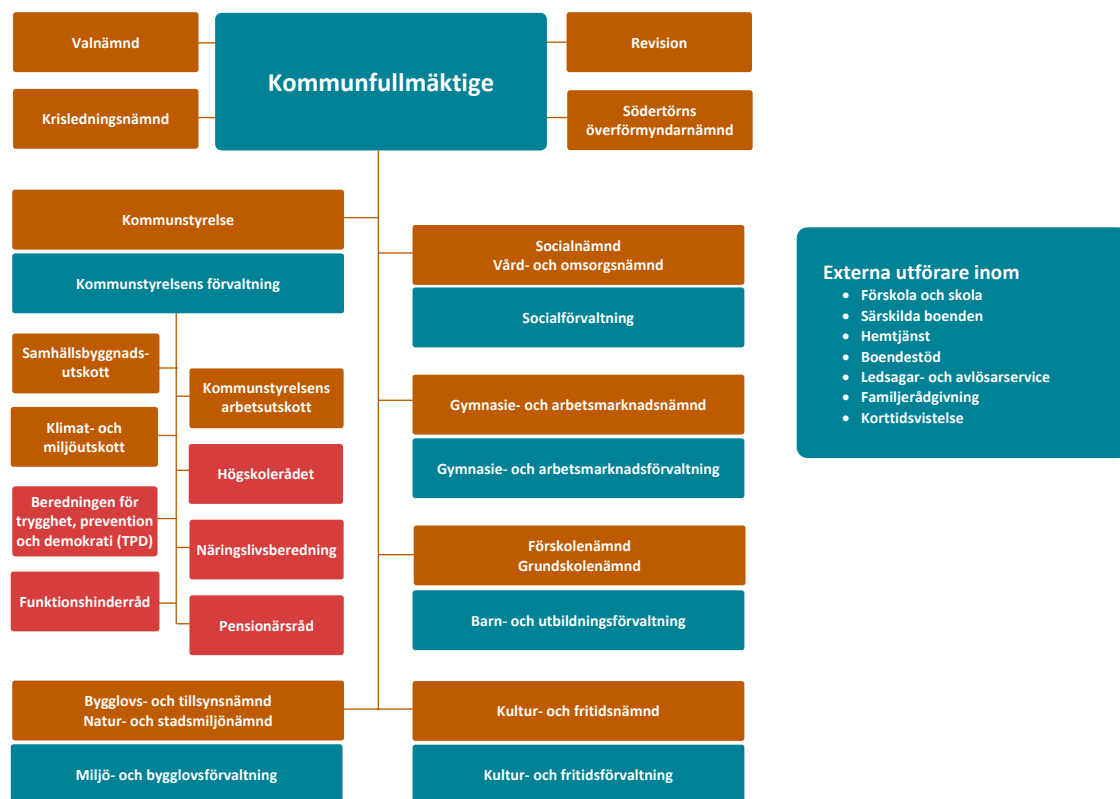 Valnämnd
Kommunfullmäktige
Revision
Krisledningsnämnd
Södertörns
överförmyndarnämnd
Kommunstyrelse
Kommunstyrelsens förvaltning
Samhällsbyggnads-
utskott
Kommunstyrelsens
arbetsutskott
Klimat- och
miljöutskott
Högskolerådet
Beredningen för
trygghet, prevention
och demokrati (TPD)
Näringslivsberedning
Funktionshinderråd
Pensionärsråd
Bygglovs- och tillsynsnämnd
Natur- och stadsmiljönämnd
Miljö- och bygglovsförvaltning
Socialnämnd
Vård- och omsorgsnämnd
Socialförvaltning
Gymnasie- och arbetsmarknadsnämnd
Gymnasie- och arbetsmarknadsförvaltning
Förskolenämnd
Grundskolenämnd
Barn- och utbildningsförvaltning
Kultur- och fritidsnämnd
Kultur- och fritidsförvaltning
Externa utförare inom
• Förskola och skola
• Särskilda boenden
• Hemtjänst
• Boendestöd
• Ledsagar- och avlösarservice
• Familjerådgivning
• Korttidsvistelse